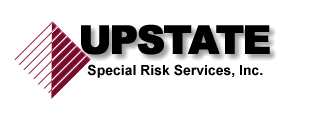 UPSTATE
Special Risk Services, Inc.